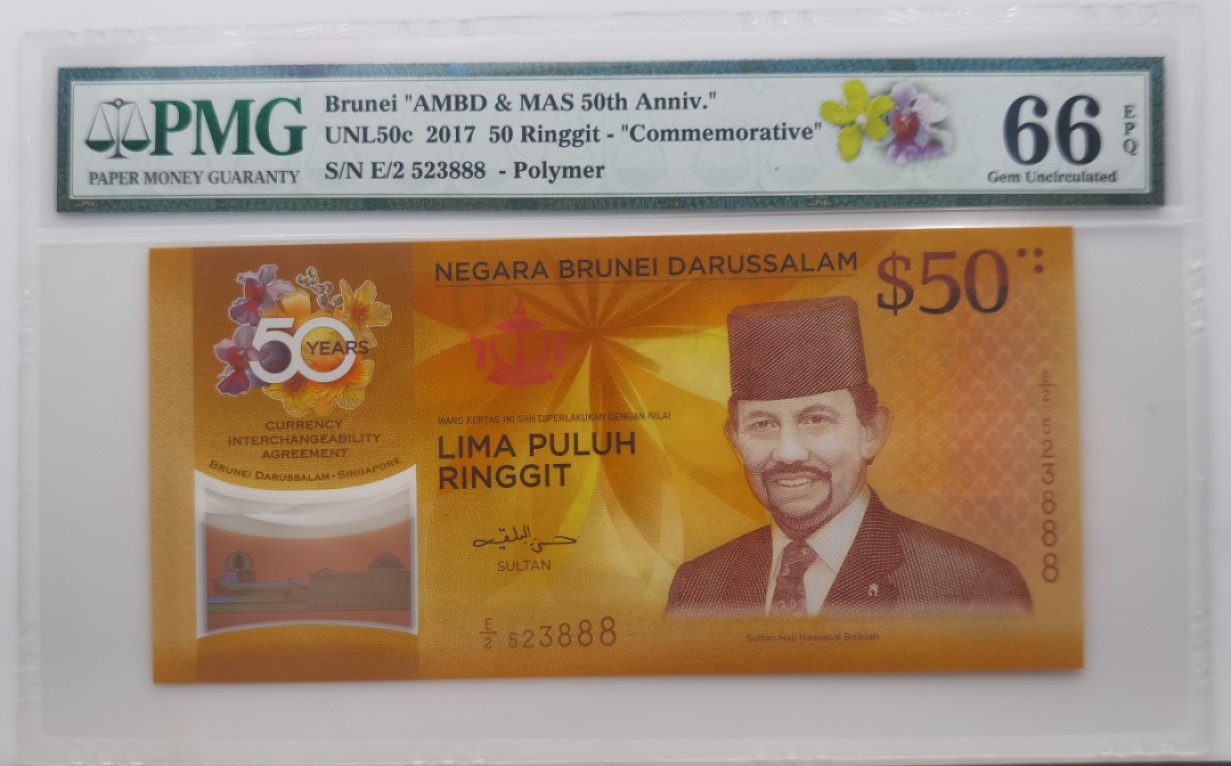 PMG
PAPER MONEY GUARANTY
Brunei "AMBD & MAS 50th Anniv."
UNL50c 2017 50 Ringgit - "Commemorative"
S/N E/2 523888 - Polymer
66
EPQ
Gem Uncirculated
50 YEARS
CURRENCY
INTERCHANGEABILITY
AGREEMENT
BRUNEI DARUSSALAM • SINGAPORE
NEGARA BRUNEI DARUSSALAM
$50
WANG KERTAS INI SAH DIPERLAKUKAN DENGAN NILAI
LIMA PULUH
RINGGIT
حسن البلقيه
SULTAN
E/2 523888
Sultan Haji Hassanal Bolkiah
E/2 523888